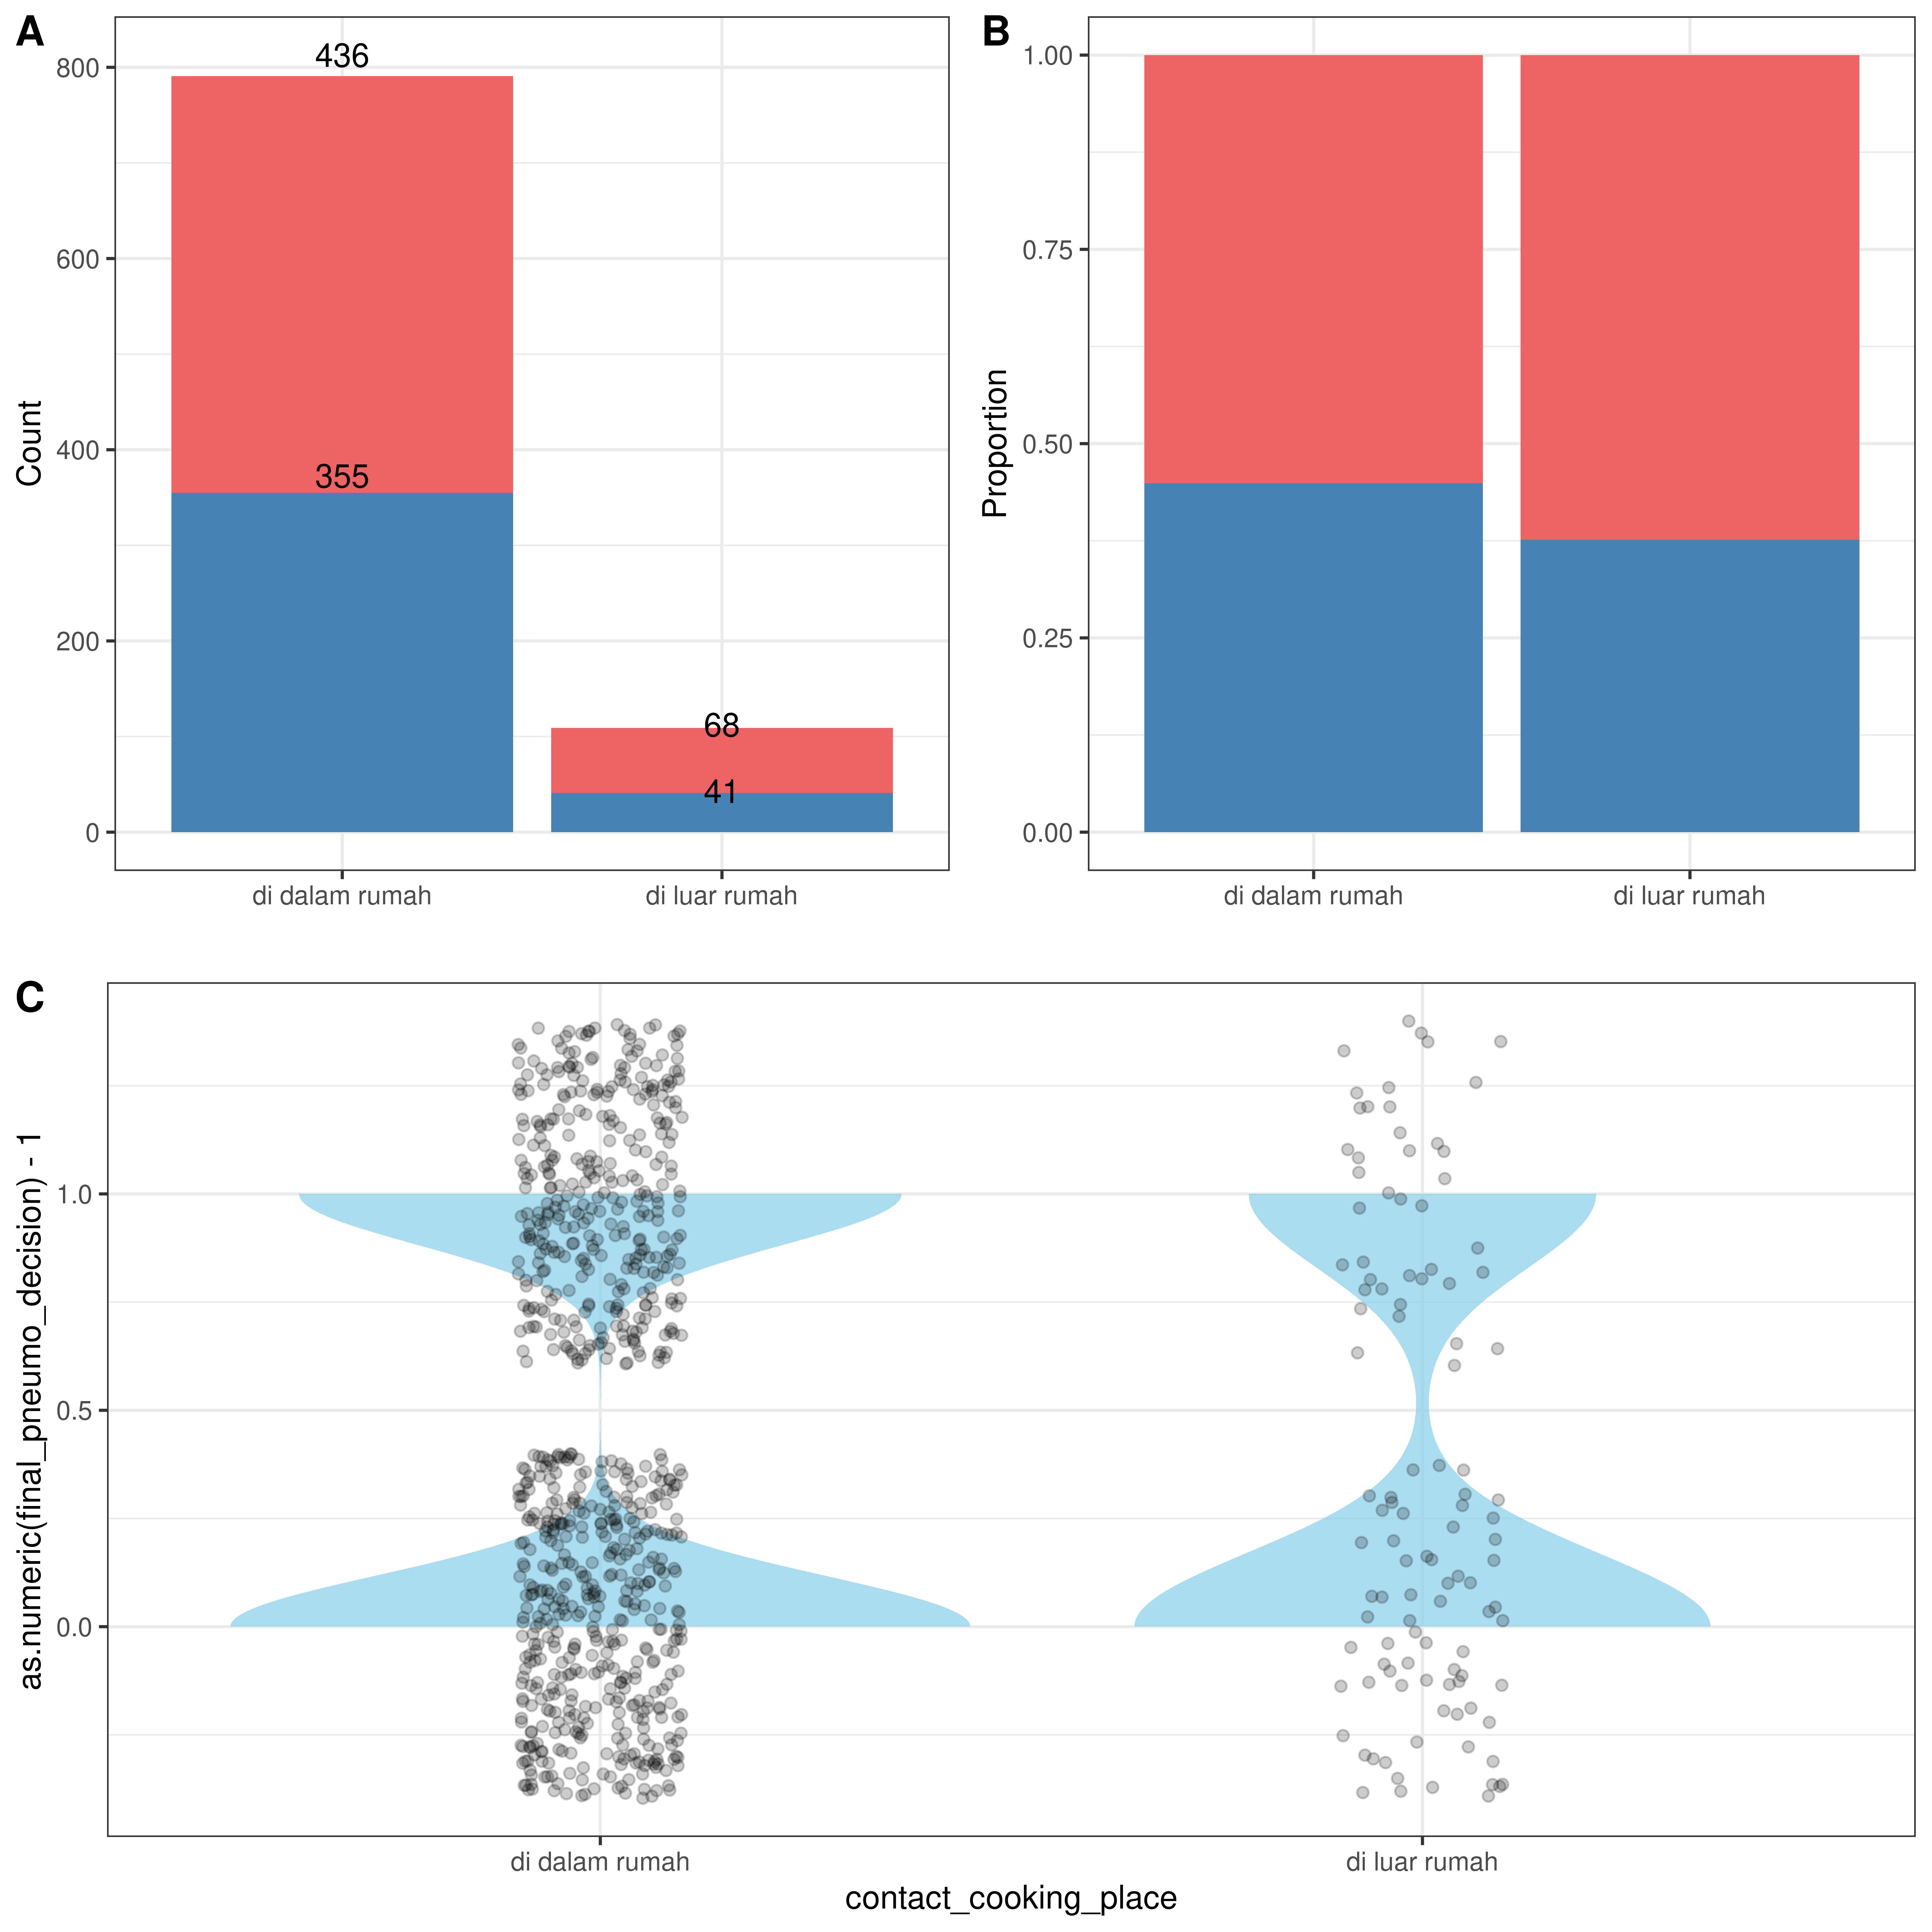 A
Count
800
600
400
200
0
436
355
68
41
di dalam rumah
di luar rumah
B
Proportion
1.00
0.75
0.50
0.25
0.00
di dalam rumah
di luar rumah
C
as.numeric(final_pneumo_decision) - 1
1.0
0.5
0.0
di dalam rumah
di luar rumah
contact_cooking_place